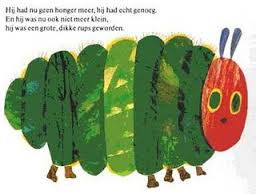 Hij had nu geen honger meer, hij had echt genoeg.
En hij was nu ook niet meer klein,
hij was een grote, dikke rups geworden.